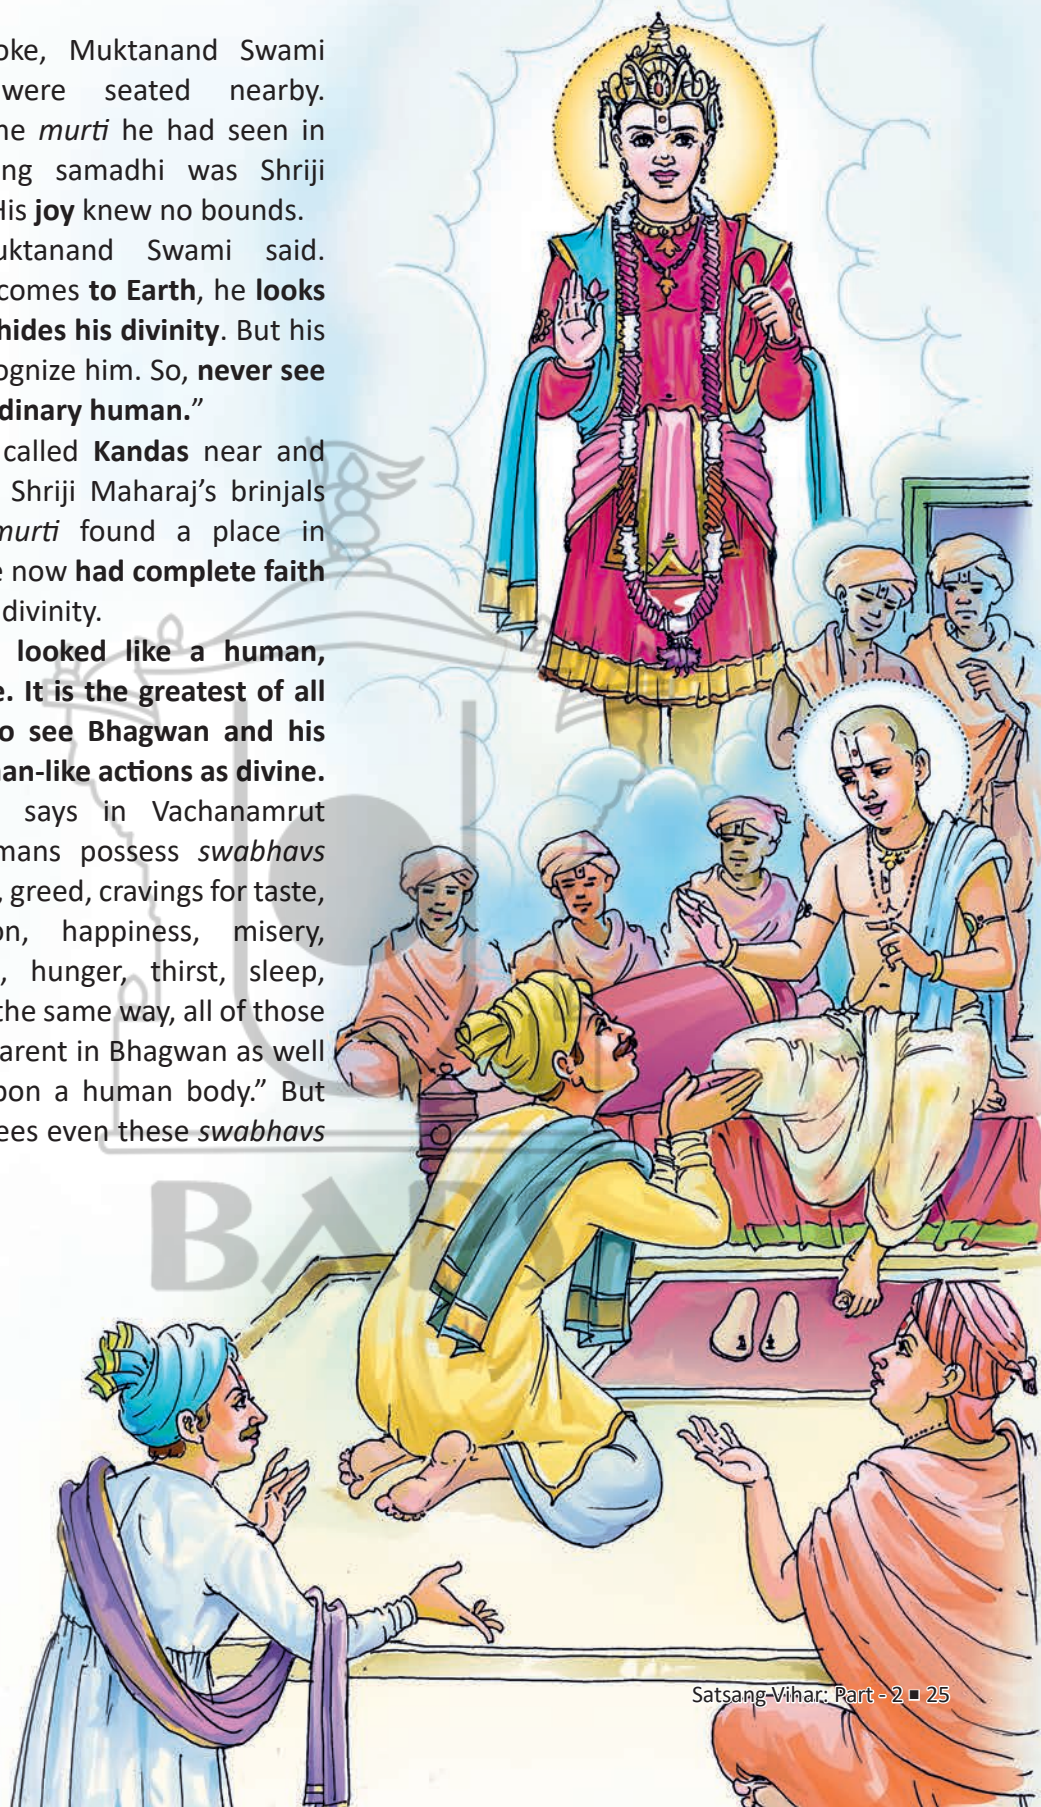 oke, Muktanand Swami
were seated nearby.
he murti he had seen in
ng samadhi was Shriji
His joy knew no bounds.
uktanand Swami said.
comes to Earth, he looks
hides his divinity. But his
ognize him. So, never see
dinary human.”
called Kandas near and
Shriji Maharaj’s brinjals
murti found a place in
e now had complete faith
divinity.
looked like a human,
e. It is the greatest of all
o see Bhagwan and his
man-like actions as divine.
says in Vachanamrut
mans possess swabhavs
, greed, cravings for taste,
on, happiness, misery,
, hunger, thirst, sleep,
the same way, all of those
parent in Bhagwan as well
pon a human body.” But
ees even these swabhavs
BAPS
Satsang Vihar: Part - 2 ■ 25